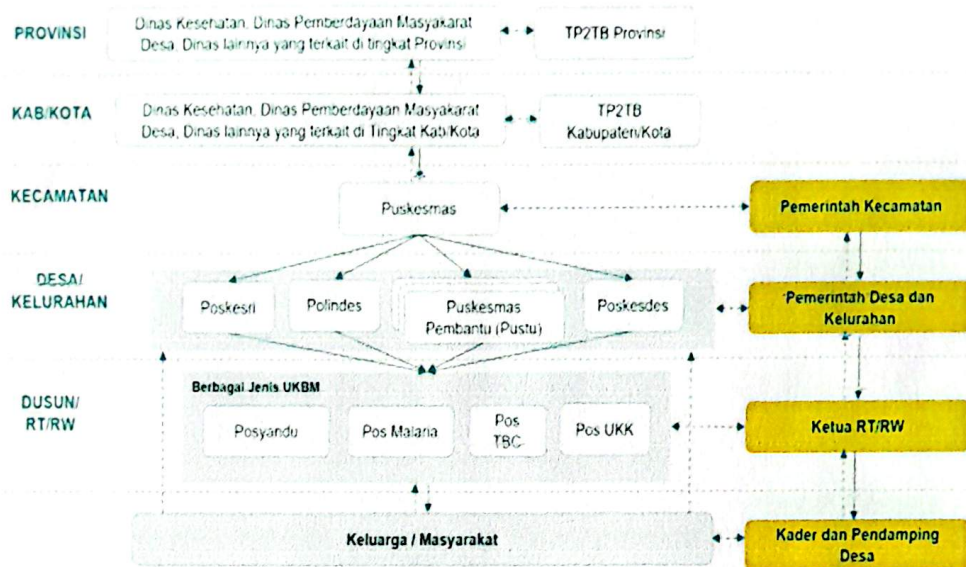 PROVINSI
Dinas Kesehatan, Dinas Pemberdayaan Masyakarat
Desa, Dinas lainnya yang terkait di tingkat Provinsi
TP2TB Provinsi
KAB/KOTA
Dinas Kesehatan, Dinas Pemberdayaan Masyakarat
Desa, Dinas lainnya yang terkait di Tingkat Kab/Kota
TP2TB
Kabupaten/Kota
KECAMATAN
Puskesmas
Pemerintah Kecamatan
DESA/
KELURAHAN
Poskesri
Polindes
Puskesmas
Pembantu (Pustu)
Poskesdes
Pemerintah Desa dan
Kelurahan
DUSUN/
RT/RW
Berbagai Jenis UKBM
Posyandu
Pos Malaria
Pos
TBC
Pos UKK
Ketua RT/RW
Keluarga / Masyarakat
Kader dan Pendamping
Desa